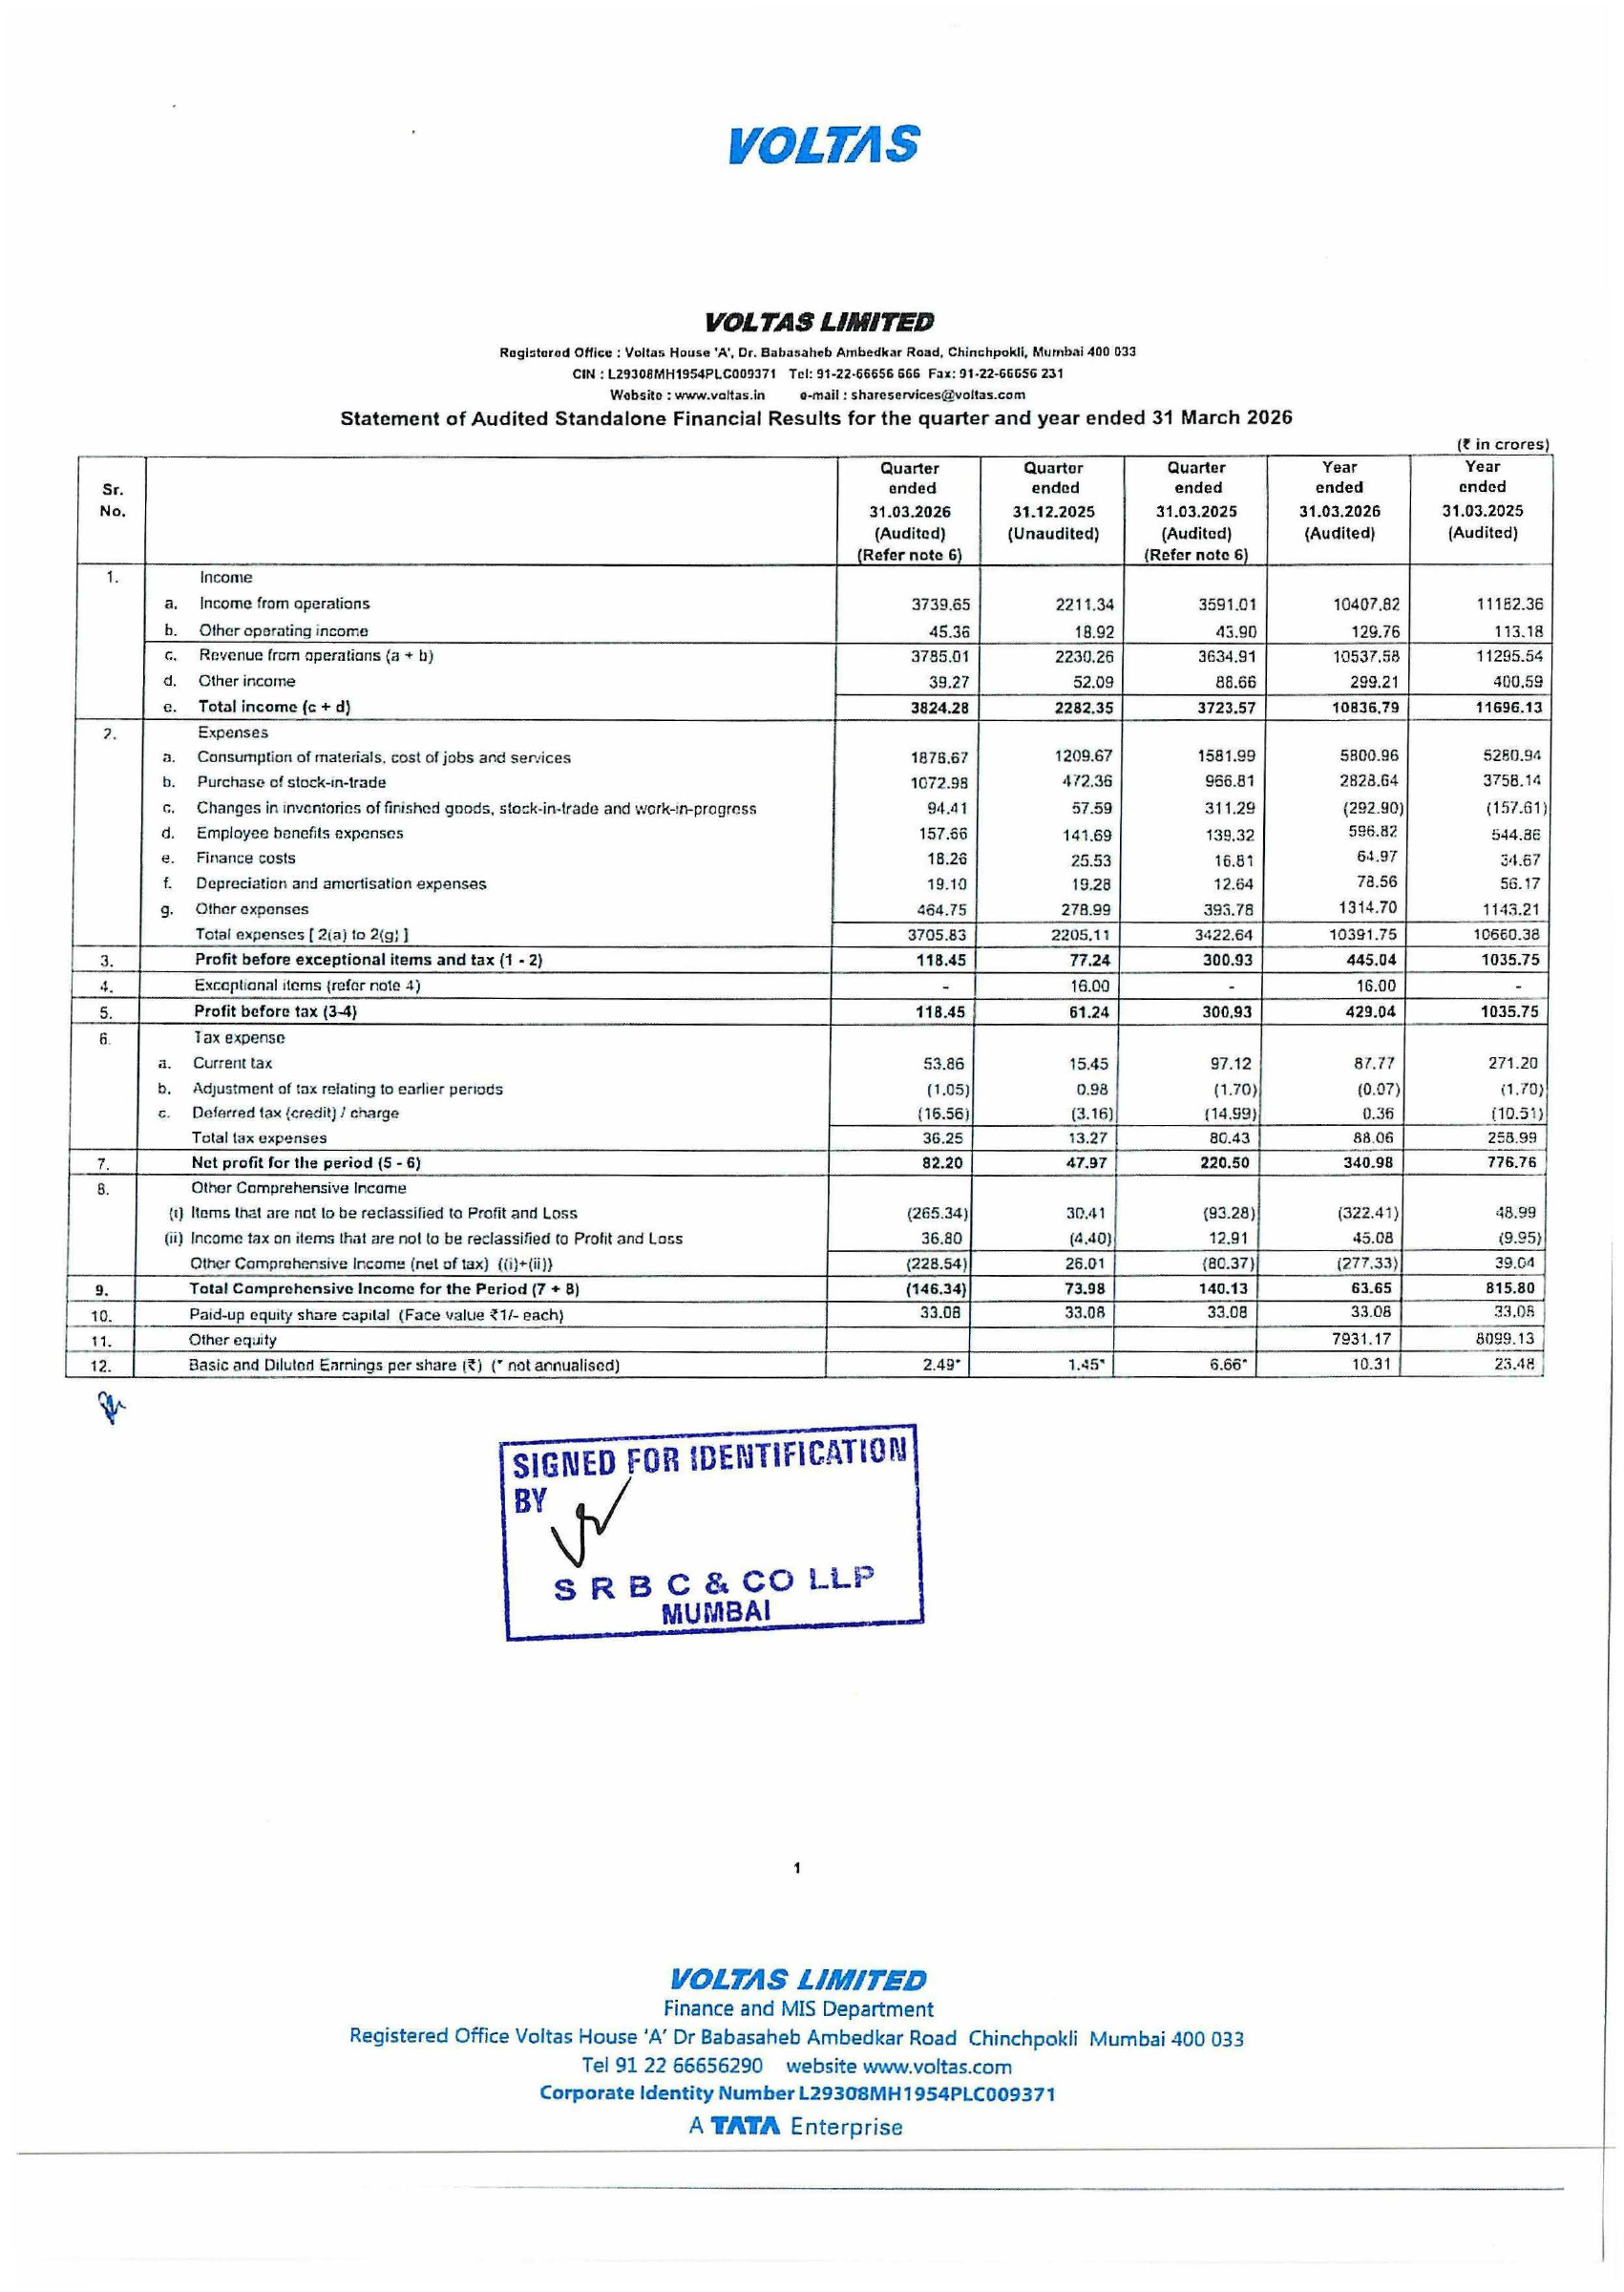 VOLTAS
VOLTAS LIMITED
Registered Office : Voltas House 'A', Dr. Babasaheb Ambedkar Road, Chinchpokli, Mumbai 400 033
CIN : L29308MH1954PLC009371 Tel: 91-22-66656 666 Fax: 91-22-66656 231
Website : www.voltas.in e-mail : shareservices@voltas.com
Statement of Audited Standalone Financial Results for the quarter and year ended 31 March 2026
(₹ in crores)
Sr. No. Quarter ended 31.03.2026 (Audited) (Refer note 6) Quarter ended 31.12.2025 (Unaudited) Quarter ended 31.03.2025 (Audited) (Refer note 6) Year ended 31.03.2026 (Audited) Year ended 31.03.2025 (Audited)
1. Income
a. Income from operations 3739.65 2211.34 3591.01 10407.82 11182.36
b. Other operating income 45.36 18.92 43.90 129.76 113.18
c. Revenue from operations (a + b) 3785.01 2230.26 3634.91 10537.58 11295.54
d. Other income 39.27 52.09 88.66 299.21 400.59
e. Total income (c + d) 3824.28 2282.35 3723.57 10836.79 11696.13
2. Expenses
a. Consumption of materials, cost of jobs and services 1878.67 1209.67 1581.99 5800.96 5280.94
b. Purchase of stock-in-trade 1072.98 472.36 966.81 2828.64 3758.14
c. Changes in inventories of finished goods, stock-in-trade and work-in-progress 94.41 57.59 311.29 (292.90) (157.61)
d. Employee benefits expenses 157.66 141.69 139.32 596.82 544.86
e. Finance costs 18.26 25.53 16.81 64.97 34.67
f. Depreciation and amortisation expenses 19.10 19.28 12.64 78.56 56.17
g. Other expenses 464.75 278.99 393.78 1314.70 1143.21
Total expenses [ 2(a) to 2(g) ] 3705.83 2205.11 3422.64 10391.75 10660.38
3. Profit before exceptional items and tax (1 - 2) 118.45 77.24 300.93 445.04 1035.75
4. Exceptional items (refer note 4) - 16.00 - 16.00 -
5. Profit before tax (3-4) 118.45 61.24 300.93 429.04 1035.75
6. Tax expense
a. Current tax 53.86 15.45 97.12 87.77 271.20
b. Adjustment of tax relating to earlier periods (1.05) 0.98 (1.70) (0.07) (1.70)
c. Deferred tax (credit) / charge (16.56) (3.16) (14.99) 0.36 (10.51)
Total tax expenses 36.25 13.27 80.43 88.06 258.99
7. Net profit for the period (5 - 6) 82.20 47.97 220.50 340.98 776.76
8. Other Comprehensive Income
(i) Items that are not to be reclassified to Profit and Loss (265.34) 30.41 (93.28) (322.41) 48.99
(ii) Income tax on items that are not to be reclassified to Profit and Loss 36.80 (4.40) 12.91 45.08 (9.95)
Other Comprehensive Income (net of tax) ((i)+(ii)) (228.54) 26.01 (80.37) (277.33) 39.04
9. Total Comprehensive Income for the Period (7 + 8) (146.34) 73.98 140.13 63.65 815.80
10. Paid-up equity share capital (Face value ₹1/- each) 33.08 33.08 33.08 33.08 33.08
11. Other equity 7931.17 8099.13
12. Basic and Diluted Earnings per share (₹) (* not annualised) 2.49* 1.45* 6.66* 10.31 23.48
SIGNED FOR IDENTIFICATION
BY
S R B C & CO LLP
MUMBAI
1
VOLTAS LIMITED
Finance and MIS Department
Registered Office Voltas House 'A' Dr Babasaheb Ambedkar Road Chinchpokli Mumbai 400 033
Tel 91 22 66656290 website www.voltas.com
Corporate Identity Number L29308MH1954PLC009371
A TATA Enterprise